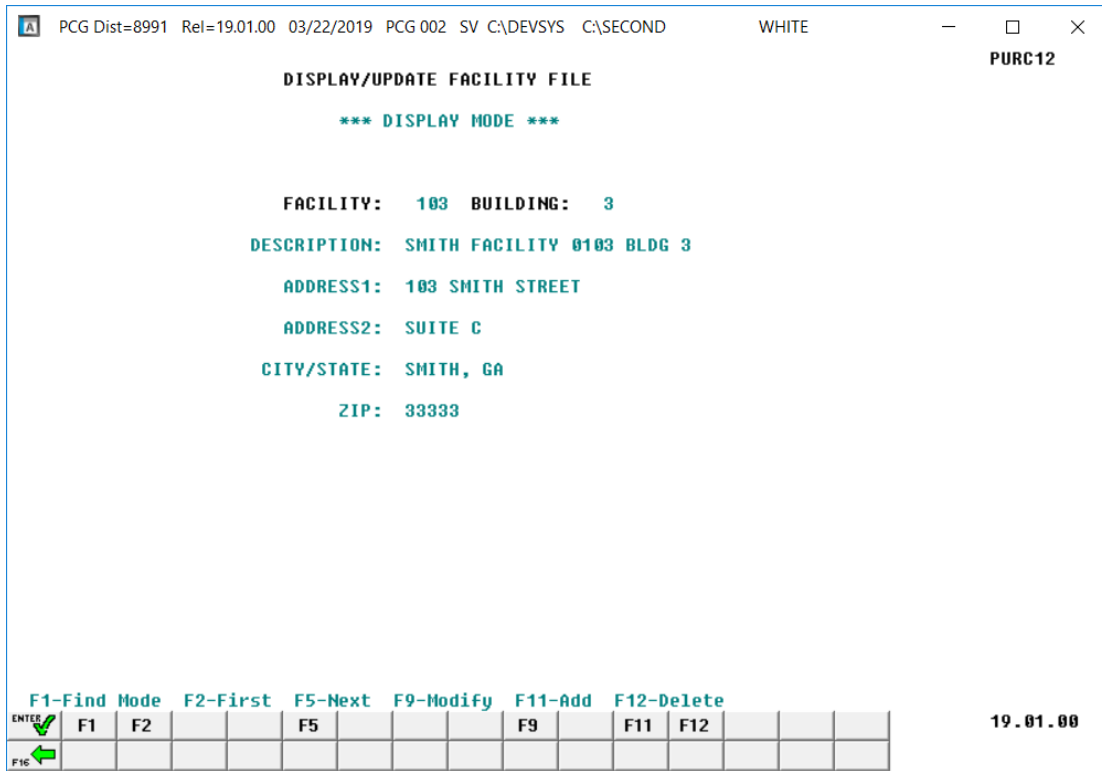 A PCG Dist=8991 Rel=19.01.00 03/22/2019 PCG 002 SV C:\DEVSYS C:\SECOND WHITE
PURC12
DISPLAY/UPDATE FACILITY FILE
*** DISPLAY MODE ***
FACILITY: 103 BUILDING: 3
DESCRIPTION: SMITH FACILITY 0103 BLDG 3
ADDRESS1: 103 SMITH STREET
ADDRESS2: SUITE C
CITY/STATE: SMITH, GA
ZIP: 33333
F1-Find Mode F2-First F5-Next F9-Modify F11-Add F12-Delete
ENTER F1 F2 F5 F9 F11 F12 19.01.00
F16